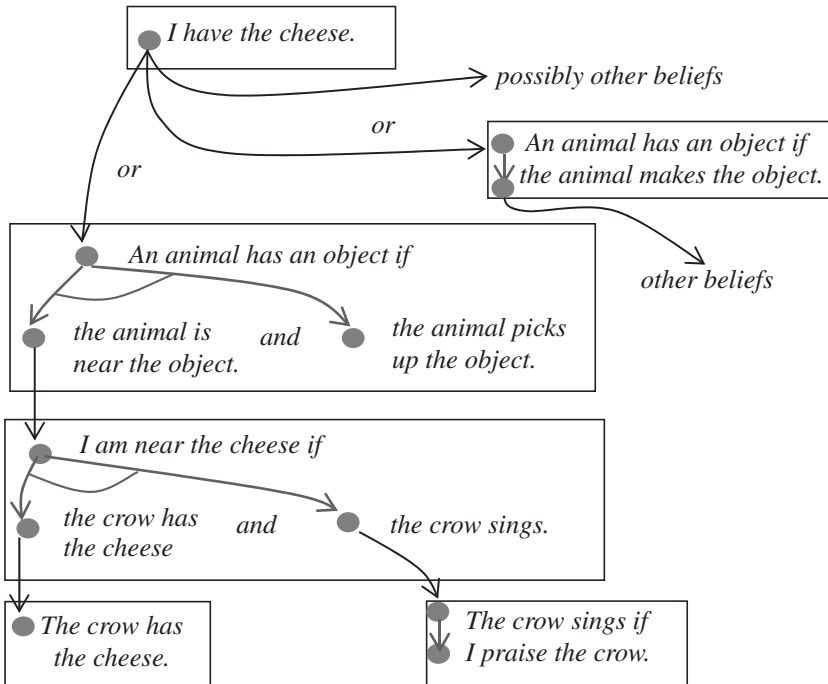 I have the cheese.
possibly other beliefs
or
An animal has an object if
the animal makes the object.
or
An animal has an object if
other beliefs
the animal is
near the object.
and
the animal picks
up the object.
I am near the cheese if
the crow has
the cheese
and
the crow sings.
The crow has
the cheese.
The crow sings if
I praise the crow.